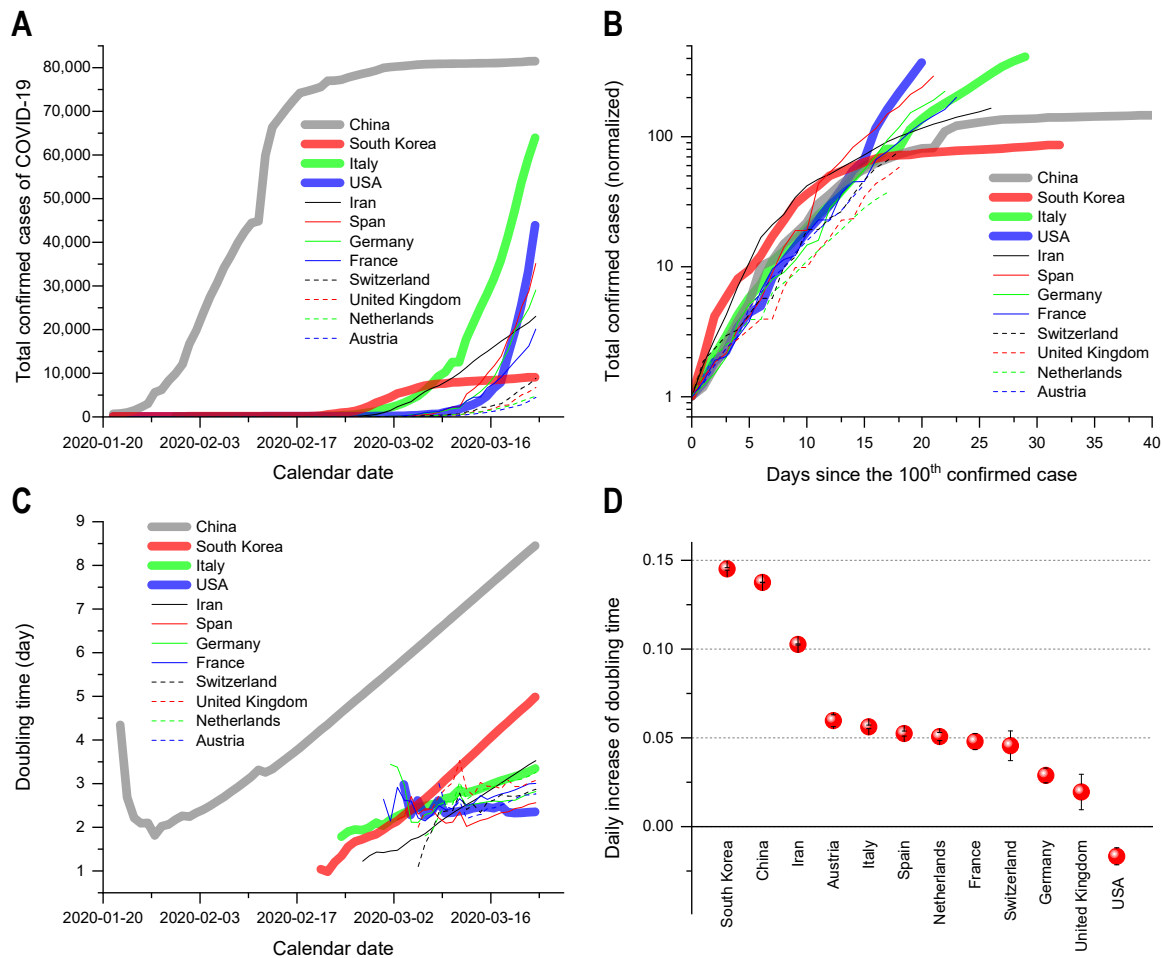 A
Total confirmed cases of COVID-19
80,000
70,000
60,000
50,000
40,000
30,000
20,000
10,000
0
China
South Korea
Italy
USA
Iran
Span
Germany
France
Switzerland
United Kingdom
Netherlands
Austria
2020-01-20
2020-02-03
2020-02-17
2020-03-02
2020-03-16
Calendar date
B
Total confirmed cases (normalized)
100
10
1
China
South Korea
Italy
USA
Iran
Span
Germany
France
Switzerland
United Kingdom
Netherlands
Austria
0
5
10
15
20
25
30
35
40
Days since the 100th confirmed case
C
Doubling time (day)
9
8
7
6
5
4
3
2
1
China
South Korea
Italy
USA
Iran
Span
Germany
France
Switzerland
United Kingdom
Netherlands
Austria
2020-01-20
2020-02-03
2020-02-17
2020-03-02
2020-03-16
Calendar date
D
Daily increase of doubling time
0.15
0.10
0.05
0.00
South Korea
China
Iran
Austria
Italy
Spain
Netherlands
France
Switzerland
Germany
United Kingdom
USA